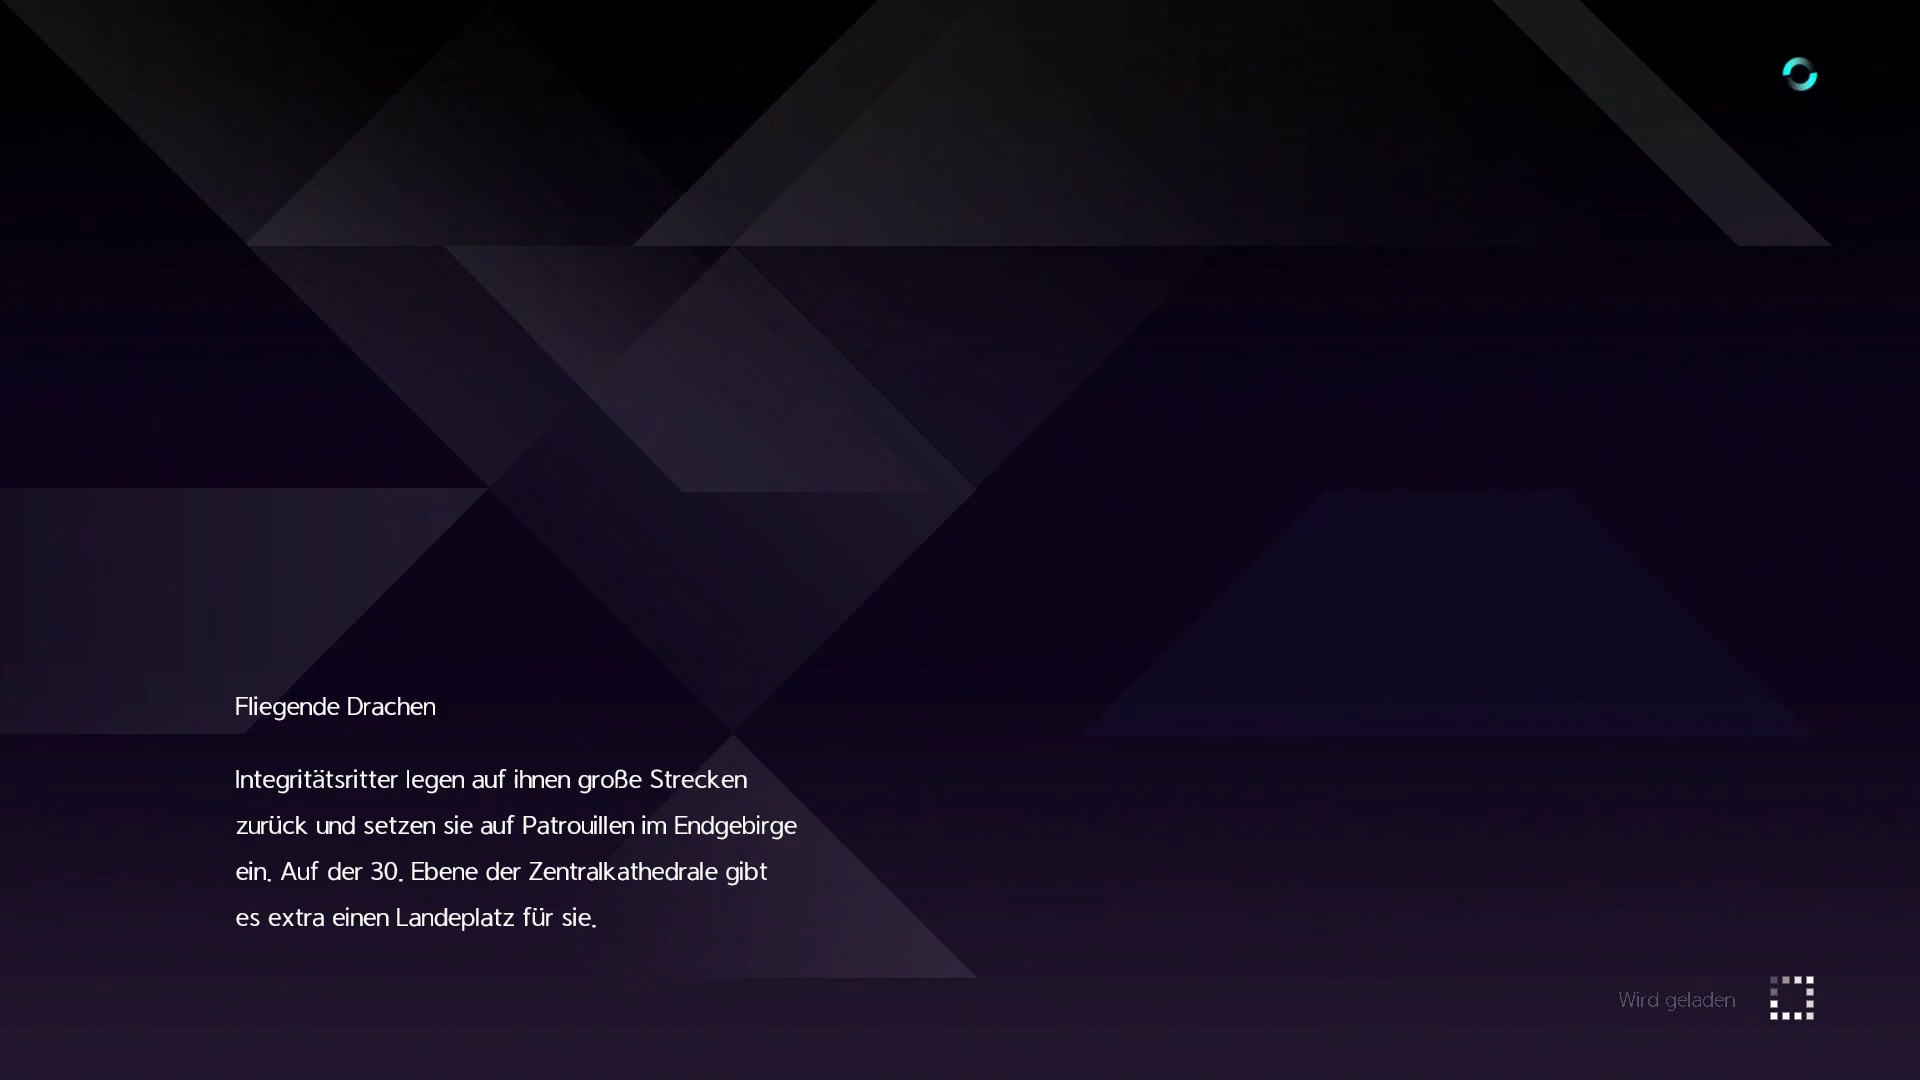 Fliegende Drachen
Integritätsritter legen auf ihnen große Strecken
zurück und setzen sie auf Patrouillen im Endgebirge
ein. Auf der 30. Ebene der Zentralkathedrale gibt
es extra einen Landeplatz für sie.
Wird geladen